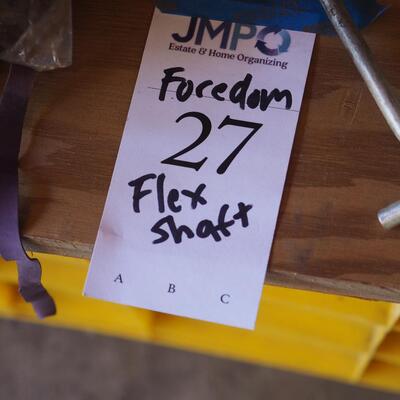 JMPO
Estate & Home Organizing
Foredom
27
Flex
shaft
A B C